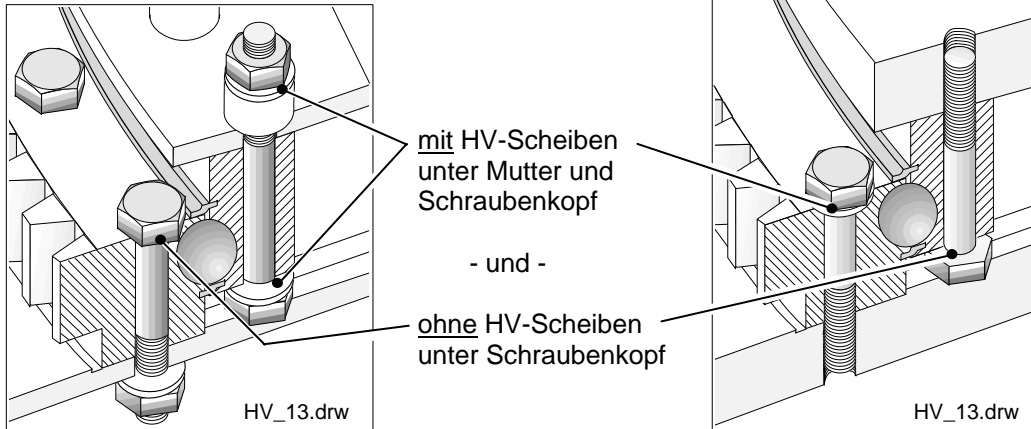 mit HV-Scheiben
unter Mutter und
Schraubenkopf
- und -
ohne HV-Scheiben
unter Schraubenkopf
HV_13.drw
HV_13.drw